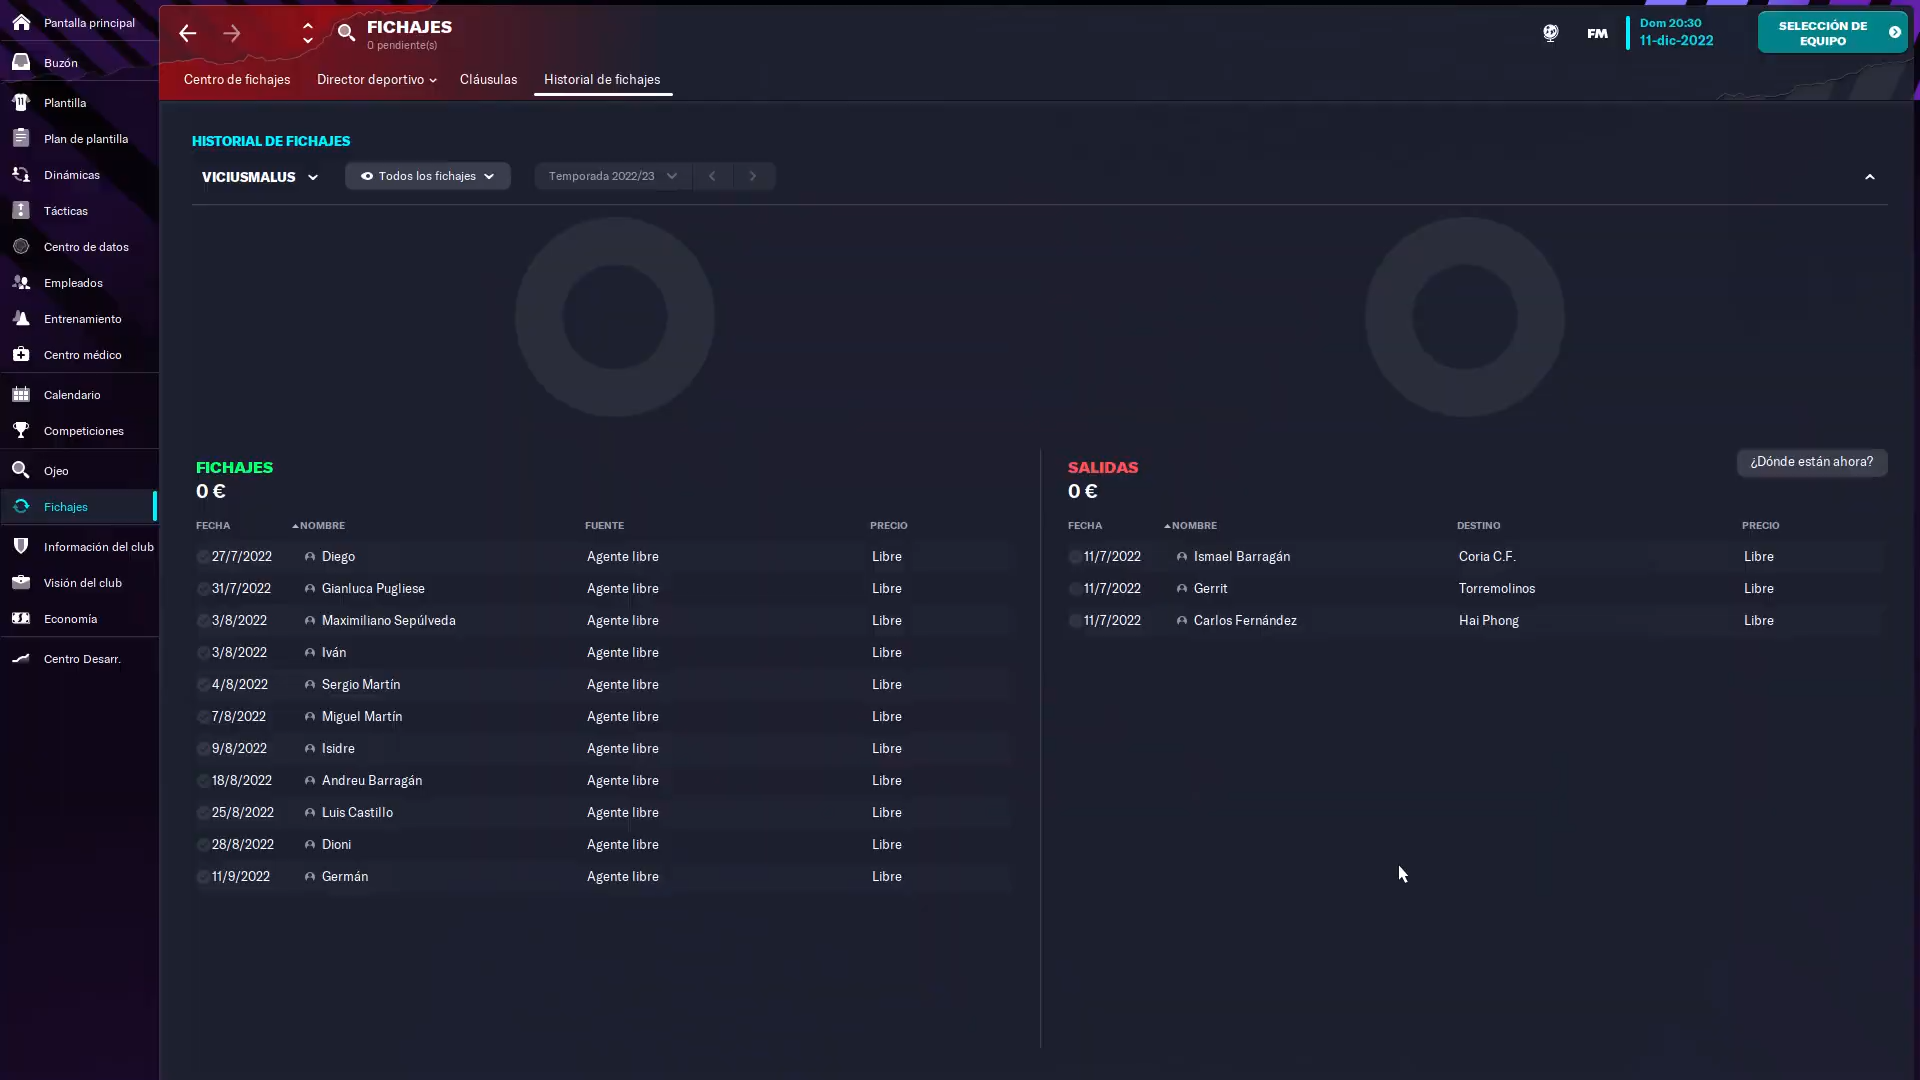 Pantalla principal
Buzón
Plantilla
Plan de plantilla
Dinámicas
Tácticas
Centro de datos
Empleados
Entrenamiento
Centro médico
Calendario
Competiciones
Ojeo
Fichajes
Información del club
Visión del club
Economía
Centro Desarr.
FICHAJES
0 pendiente(s)
FM
Dom 20:30
11-dic-2022
SELECCIÓN DE
EQUIPO
Centro de fichajes Director deportivo Cláusulas Historial de fichajes
HISTORIAL DE FICHAJES
VICIUSMALUS Todos los fichajes Temporada 2022/23
FICHAJES
0 €
FECHA NOMBRE FUENTE PRECIO
27/7/2022 Diego Agente libre Libre
31/7/2022 Gianluca Pugliese Agente libre Libre
3/8/2022 Maximiliano Sepúlveda Agente libre Libre
3/8/2022 Iván Agente libre Libre
4/8/2022 Sergio Martín Agente libre Libre
7/8/2022 Miguel Martín Agente libre Libre
9/8/2022 Isidre Agente libre Libre
18/8/2022 Andreu Barragán Agente libre Libre
25/8/2022 Luis Castillo Agente libre Libre
28/8/2022 Dioni Agente libre Libre
11/9/2022 Germán Agente libre Libre
SALIDAS
0 €
¿Dónde están ahora?
FECHA NOMBRE DESTINO PRECIO
11/7/2022 Ismael Barragán Coria C.F. Libre
11/7/2022 Gerrit Torremolinos Libre
11/7/2022 Carlos Fernández Hai Phong Libre